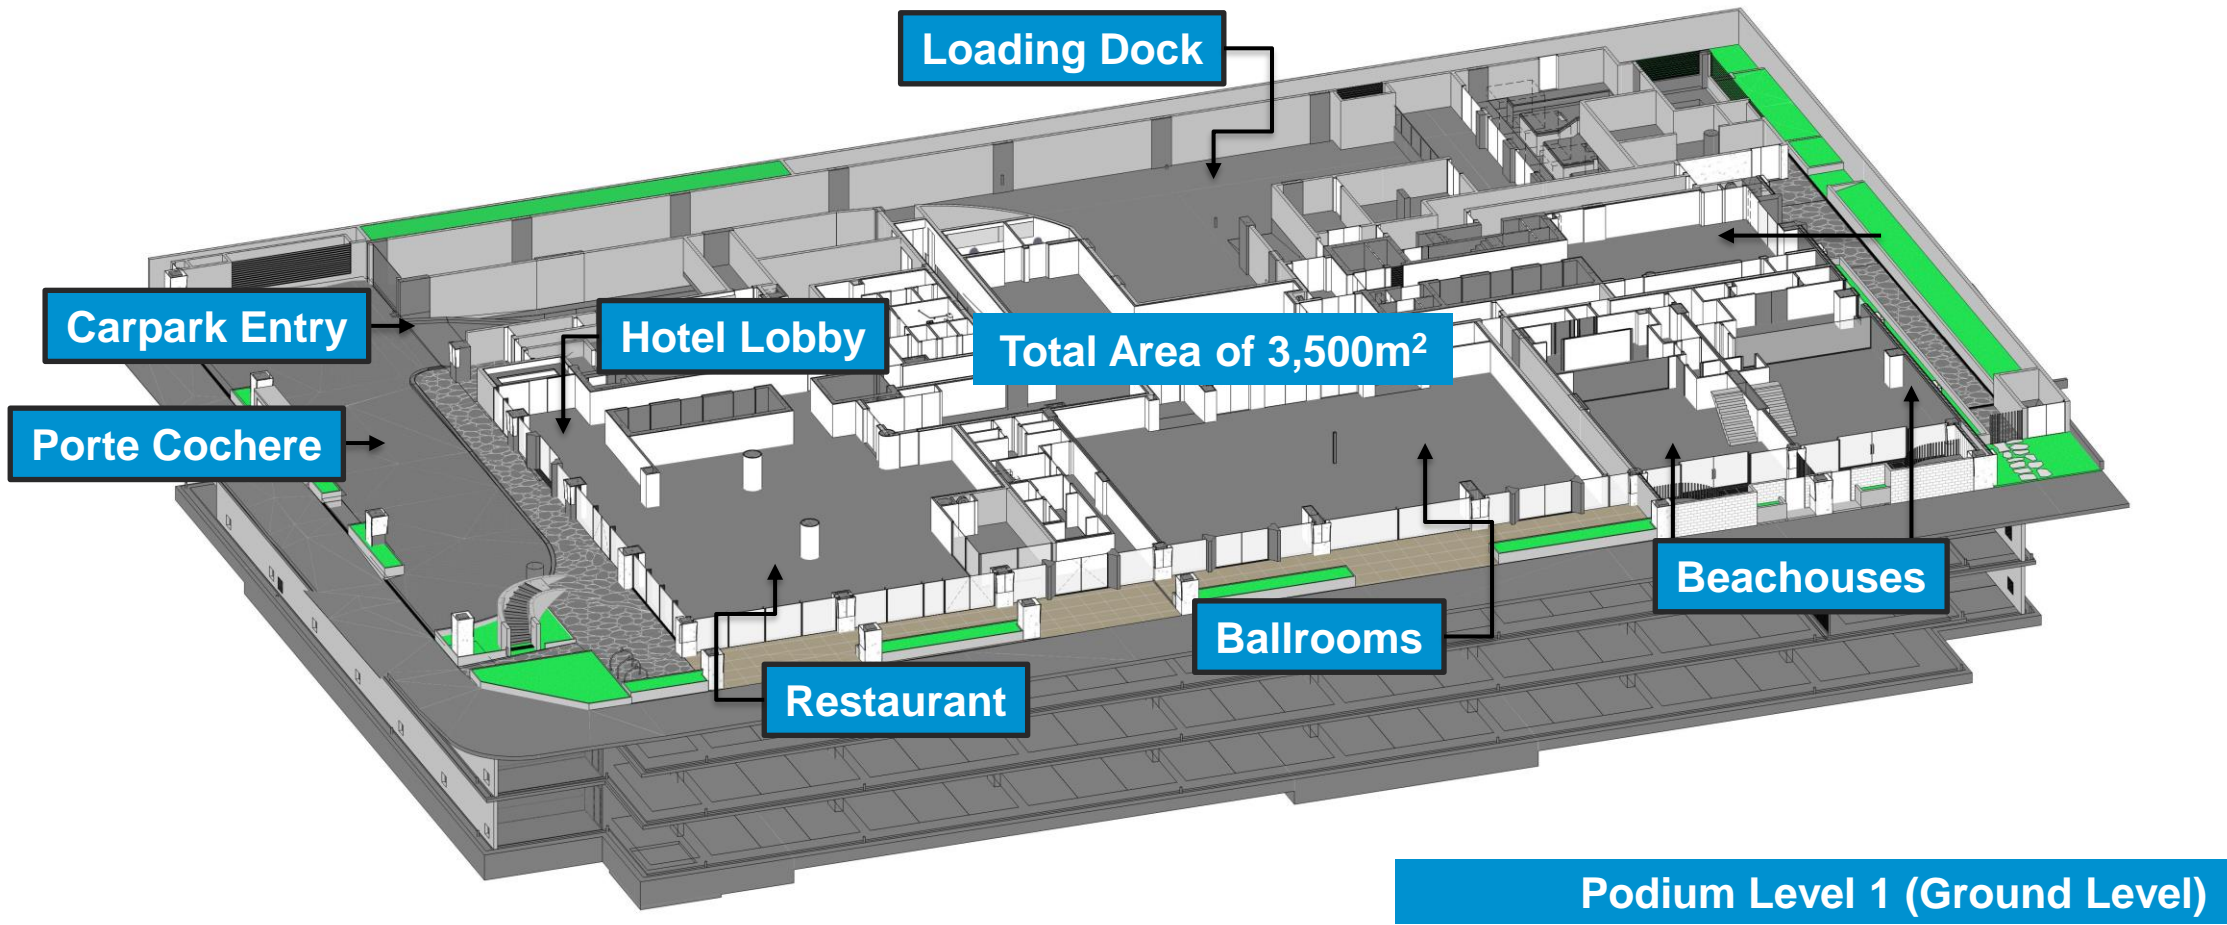 Loading Dock
Carpark Entry
Hotel Lobby
Total Area of 3,500m²
Porte Cochere
Beachouses
Ballrooms
Restaurant
Podium Level 1 (Ground Level)